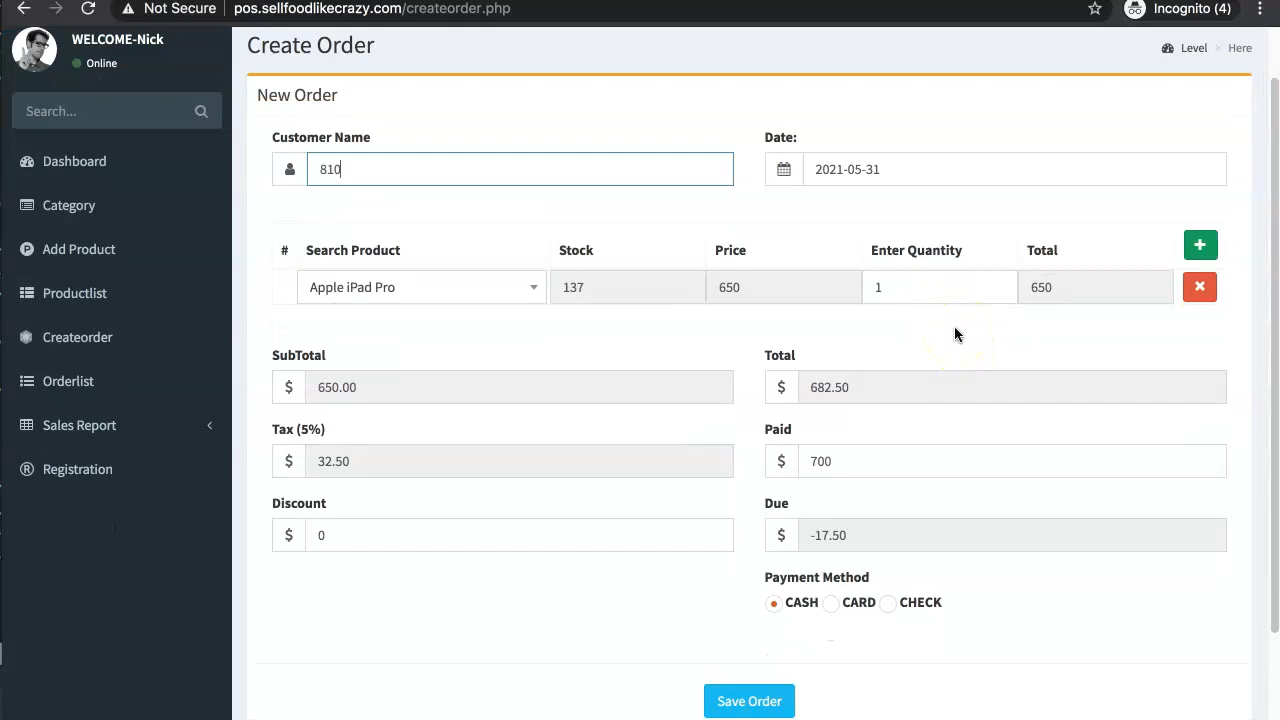 Not Secure pos.sellfoodlikecrazy.com/createorder.php Incognito (4)
WELCOME-Nick
Online
Search...
Dashboard
Category
Add Product
Productlist
Createorder
Orderlist
Sales Report
Registration
Create Order
Level > Here
New Order
Customer Name Date:
810 2021-05-31
# Search Product Stock Price Enter Quantity Total
Apple iPad Pro 137 650 1 650
SubTotal Total
$ 650.00 $ 682.50
Tax (5%) Paid
$ 32.50 $ 700
Discount Due
$ 0 $ -17.50
Payment Method
CASH CARD CHECK
Save Order